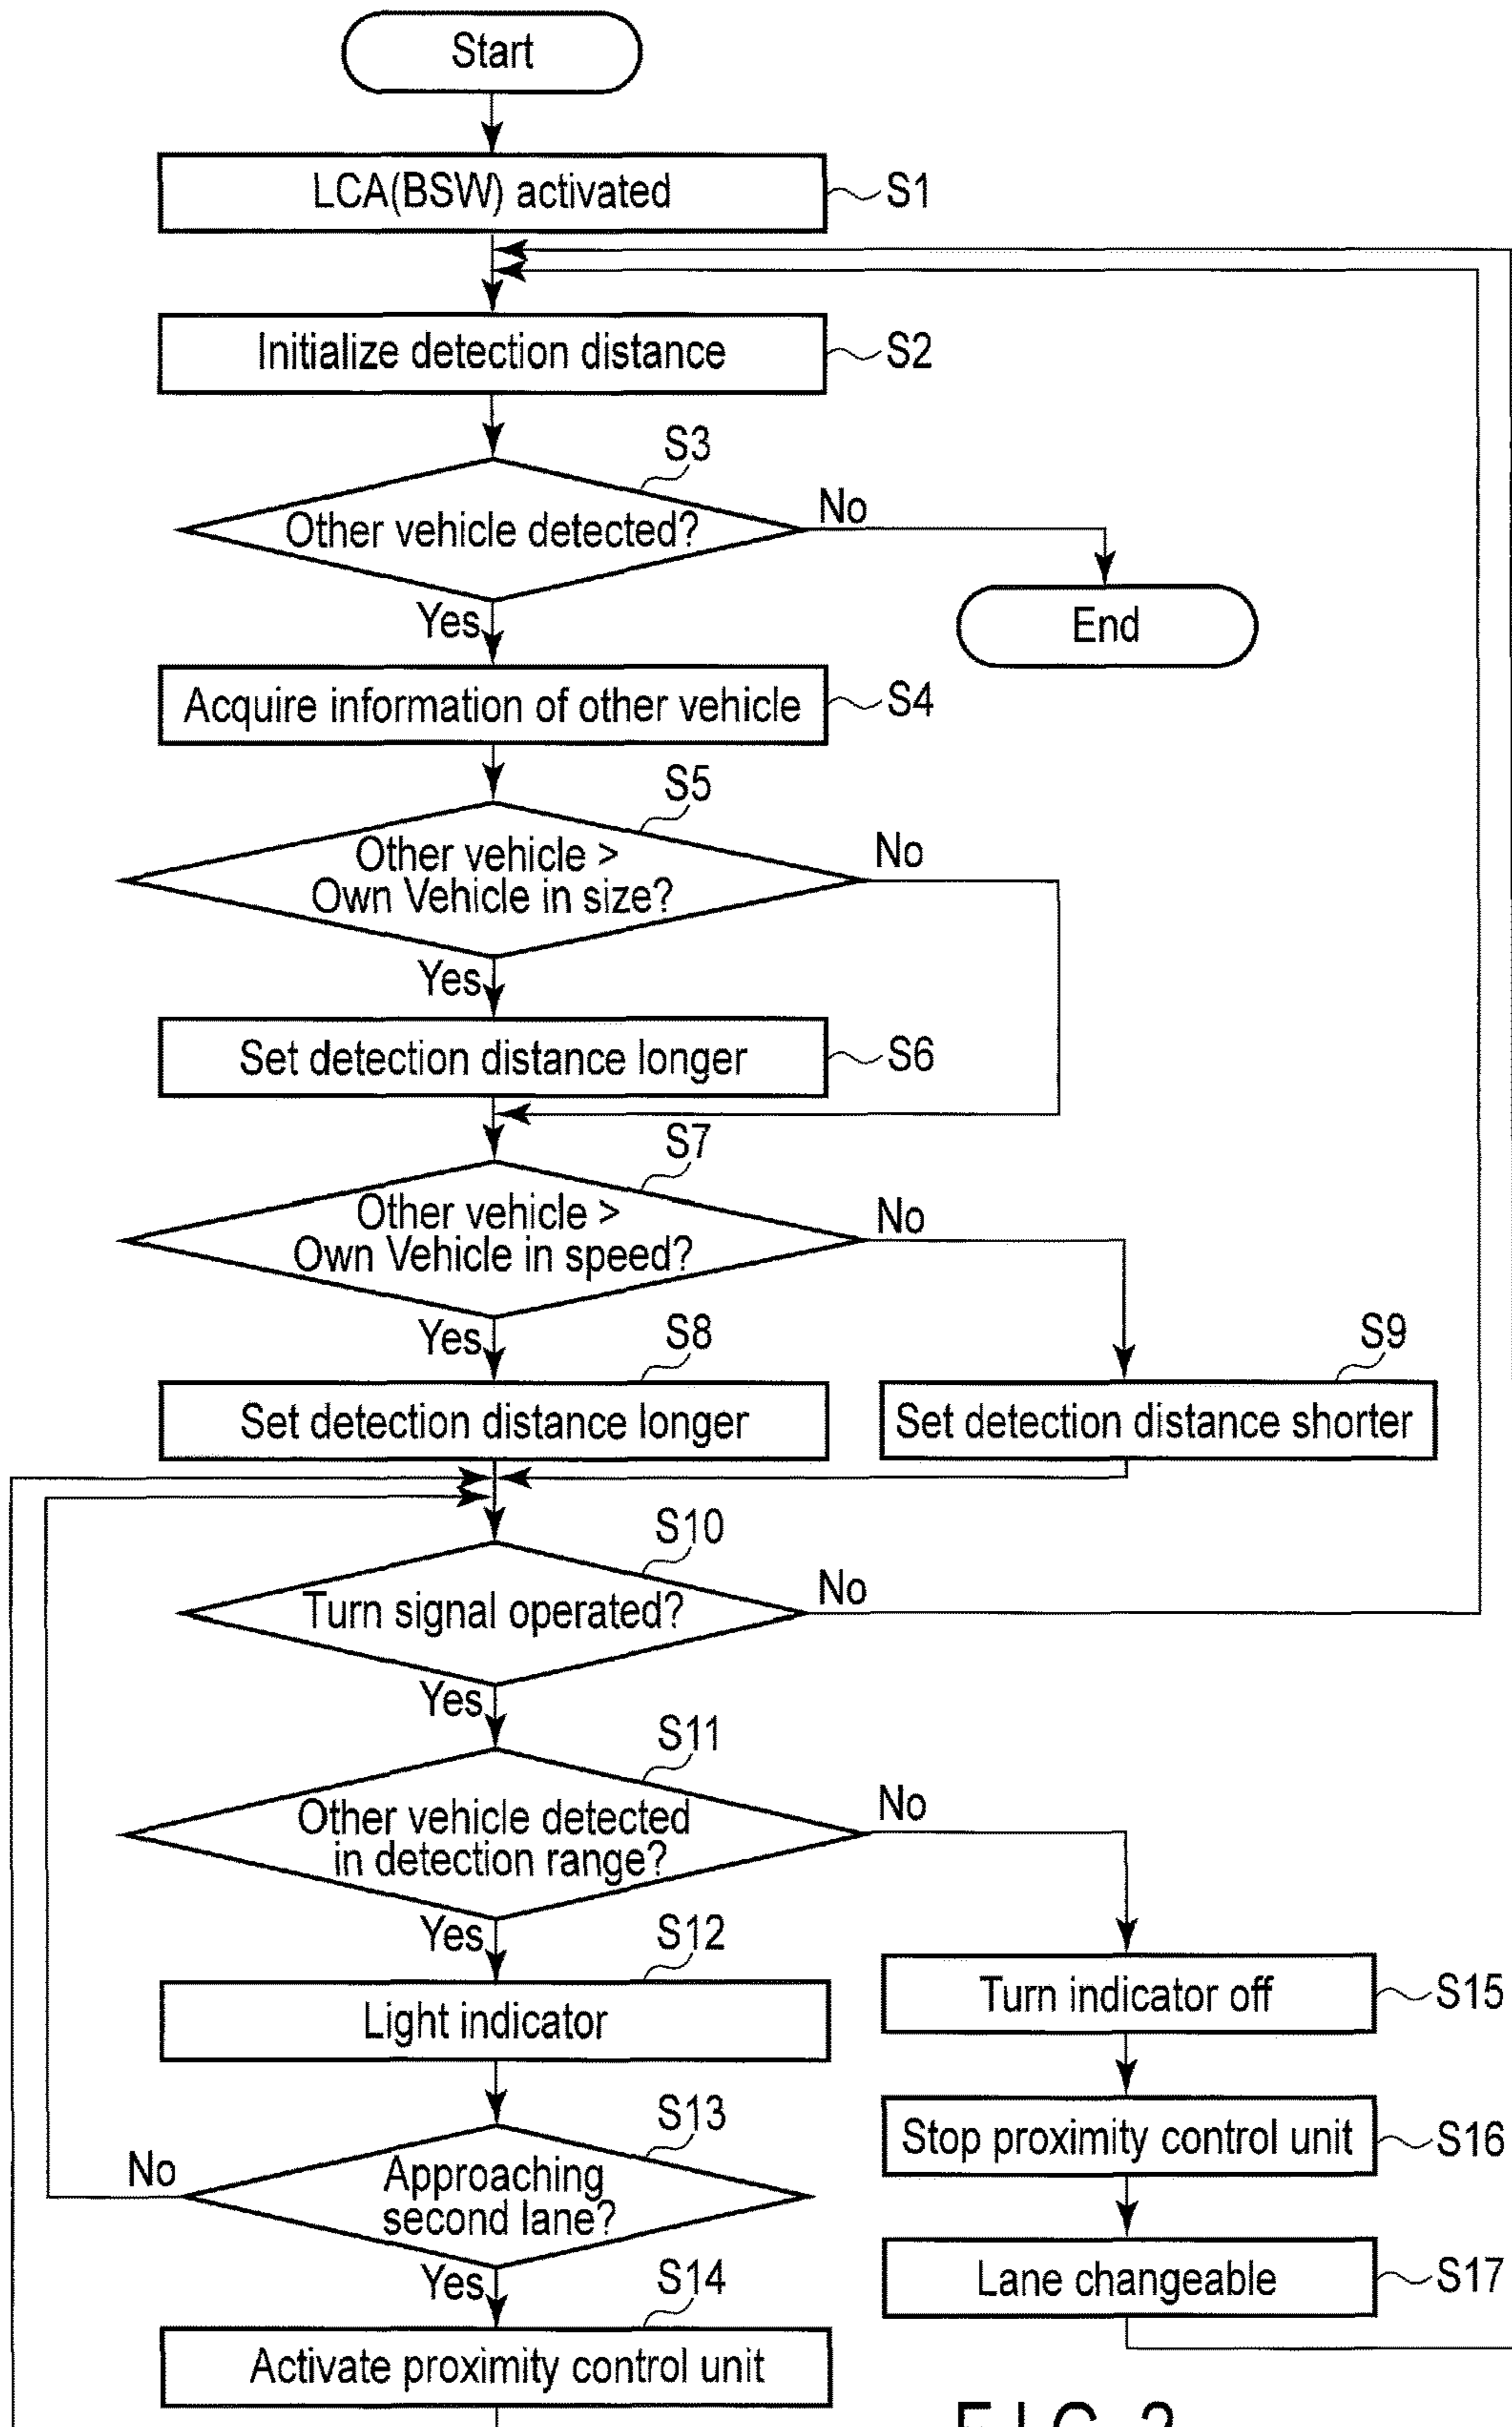 Start
LCA(BSW) activated
S1
Initialize detection distance
S2
S3
Other vehicle detected?
No
End
Yes
Acquire information of other vehicle
S4
S5
Other vehicle >
Own Vehicle in size?
No
Yes
Set detection distance longer
S6
S7
Other vehicle >
Own Vehicle in speed?
No
Yes
S8
Set detection distance longer
S9
Set detection distance shorter
S10
Turn signal operated?
No
Yes
S11
Other vehicle detected
in detection range?
No
Yes
S12
Light indicator
Turn indicator off
S15
S13
Approaching
second lane?
No
Stop proximity control unit
S16
Yes
S14
Activate proximity control unit
Lane changeable
S17